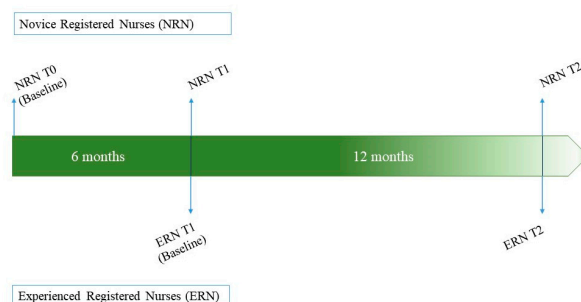 Novice Registered Nurses (NRN)
NRN T0
(Baseline)
NRN T1
NRN T2
6 months
12 months
ERN T1
(Baseline)
ERN T2
Experienced Registered Nurses (ERN)